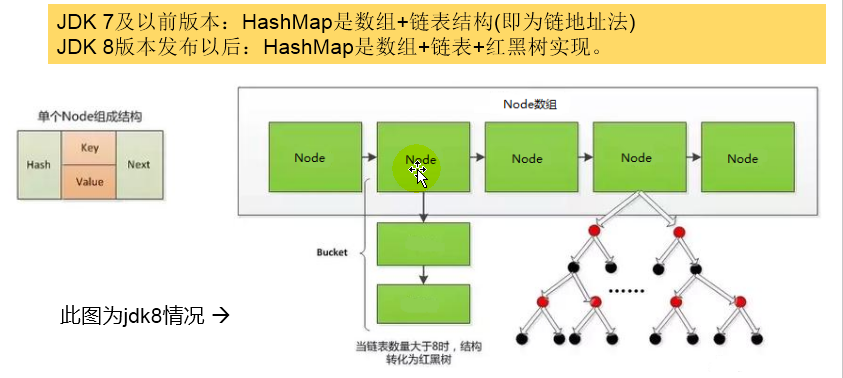 JDK 7及以前版本：HashMap是数组+链表结构(即为链地址法)
JDK 8版本发布以后：HashMap是数组+链表+红黑树实现。
单个Node组成结构
Hash
Key
Value
Next
Node数组
Node
Node
Node
Node
Node
Bucket
......
此图为jdk8情况→
当链表数量大于8时，结构
转化为红黑树